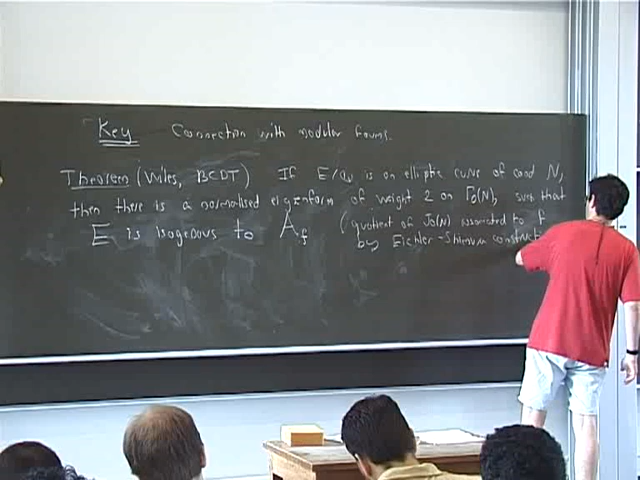 Key Connection with modular forms.
Theorem (Wiles, BCDT) If E/Q is an elliptic curve of cond N,
then there is a normalised eigenform of weight 2 on Γ₀(N), such that
E is isogenous to A_f (quotient of J₀(N) associated to f
by Eichler-Shimura constructi